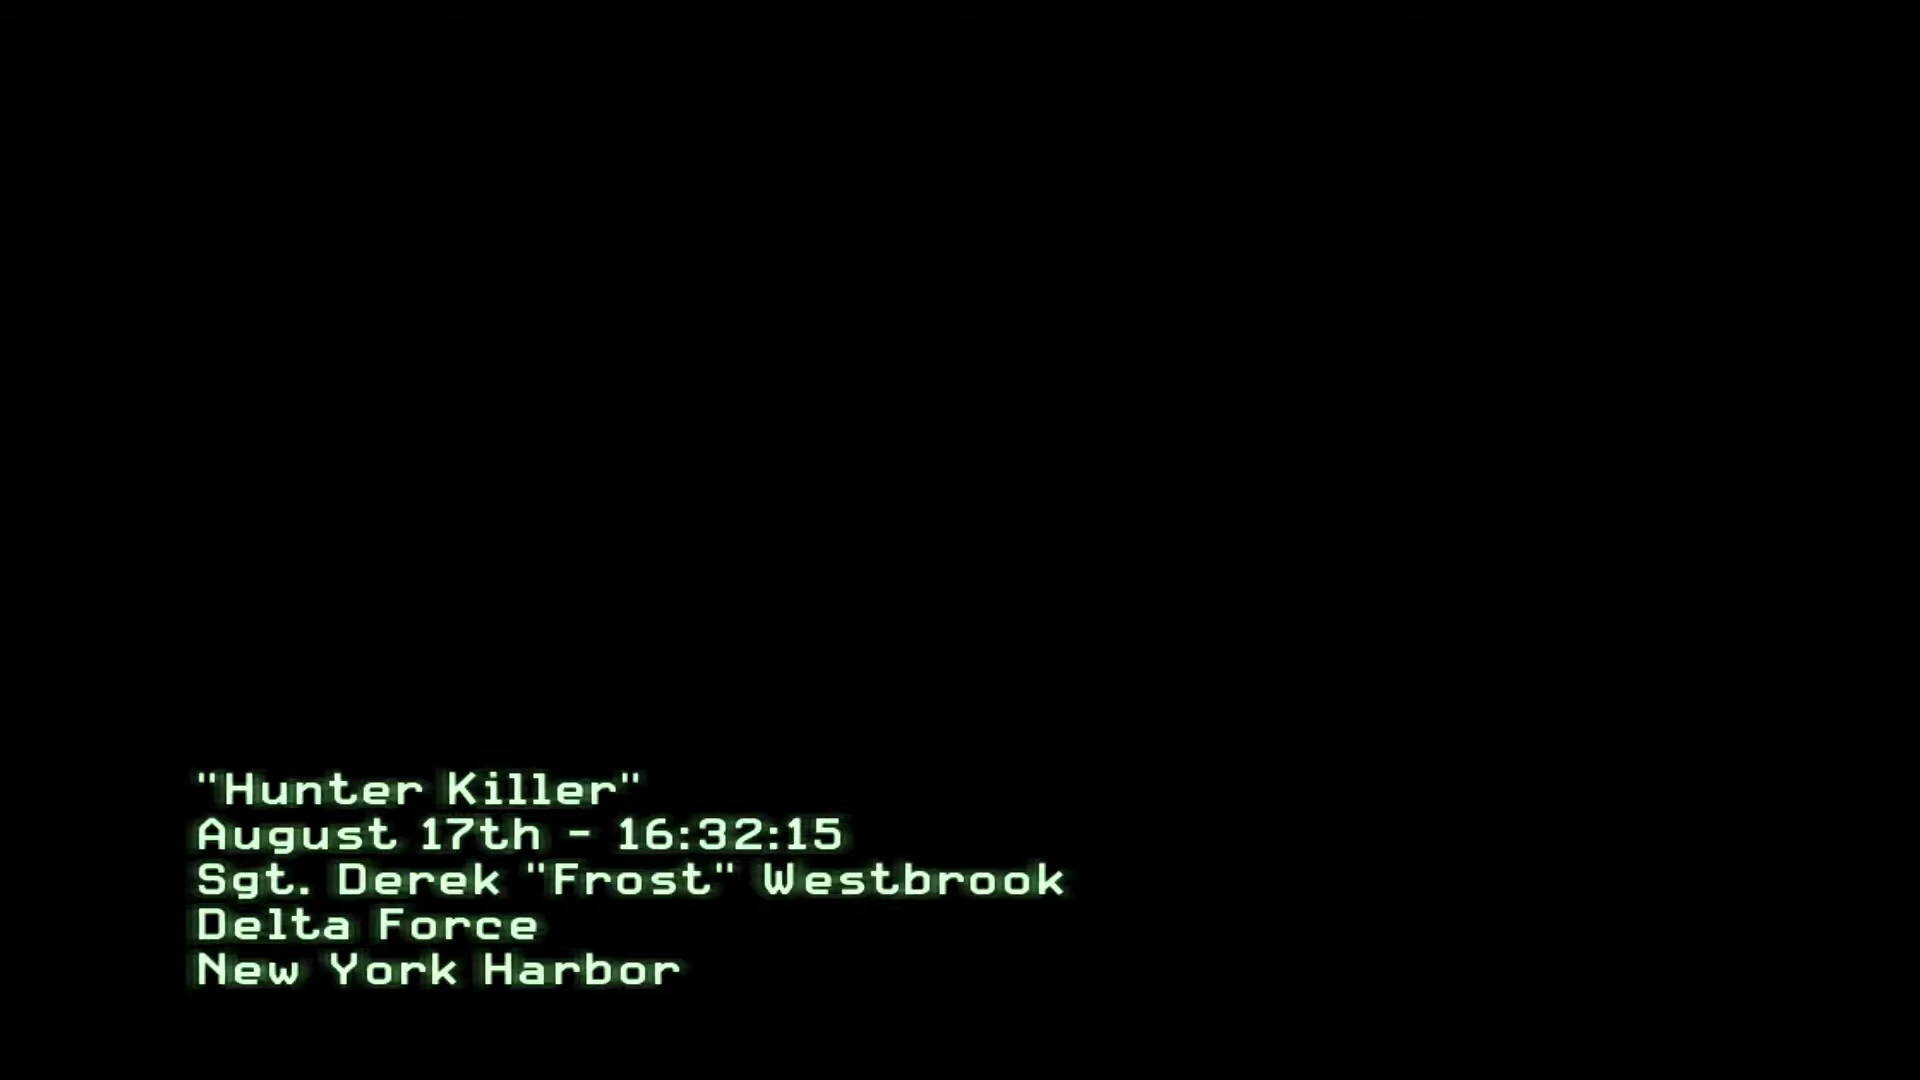 "Hunter Killer"
August 17th - 16:32:15
Sgt. Derek "Frost" Westbrook
Delta Force
New York Harbor